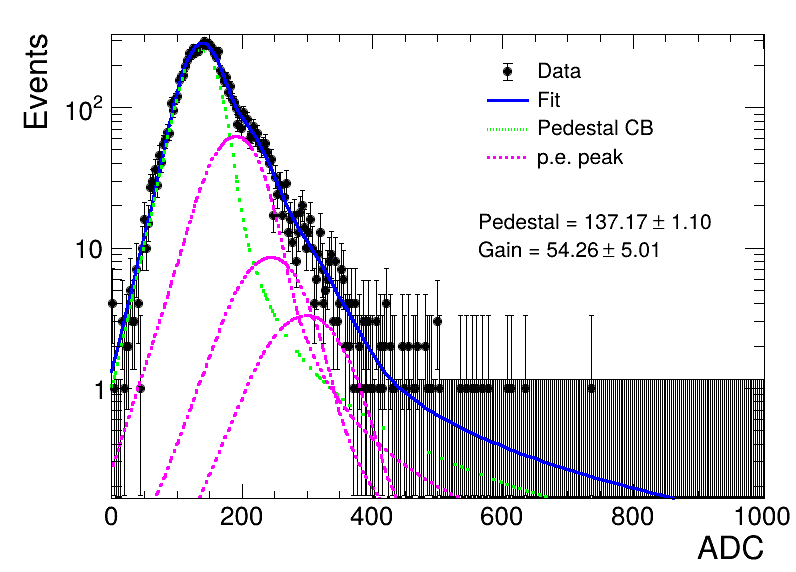 Events
10²
10
1
Data
Fit
Pedestal CB
p.e. peak
Pedestal = 137.17 ± 1.10
Gain = 54.26 ± 5.01
0 200 400 600 800 1000
ADC